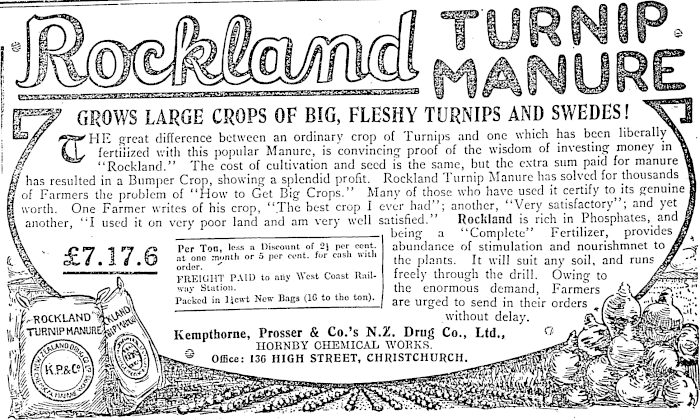 Rockland TURNIP
MANURE
GROWS LARGE CROPS OF BIG, FLESHY TURNIPS AND SWEDES!
THE great difference between an ordinary crop of Turnips and one which has been liberally
fertilized with this popular Manure, is convincing proof of the wisdom of investing money in
"Rockland." The cost of cultivation and seed is the same, but the extra sum paid for manure
has resulted in a Bumper Crop, showing a splendid profit. Rockland Turnip Manure has solved for thousands
of Farmers the problem of "How to Get Big Crops." Many of those who have used it certify to its genuine
worth. One Farmer writes of his crop, "The best crop I ever had"; another, "Very satisfactory"; and yet
another, "I used it on very poor land and am very well satisfied." Rockland is rich in Phosphates, and
being a "Complete" Fertilizer, provides
abundance of stimulation and nourishmnet to
the plants. It will suit any soil, and runs
freely through the drill. Owing to
the enormous demand, Farmers
are urged to send in their orders
without delay.
£7.17.6
Per Ton, less a Discount of 2½ per cent.
at one month or 5 per cent. for cash with
order.
FREIGHT PAID to any West Coast Rail-
way Station.
Packed in 1¼cwt New Bags (16 to the ton).
ROCKLAND
TURNIP MANURE
K.P.& Co
Kempthorne, Prosser & Co.'s N.Z. Drug Co., Ltd.,
HORNBY CHEMICAL WORKS.
Office: 136 HIGH STREET, CHRISTCHURCH.